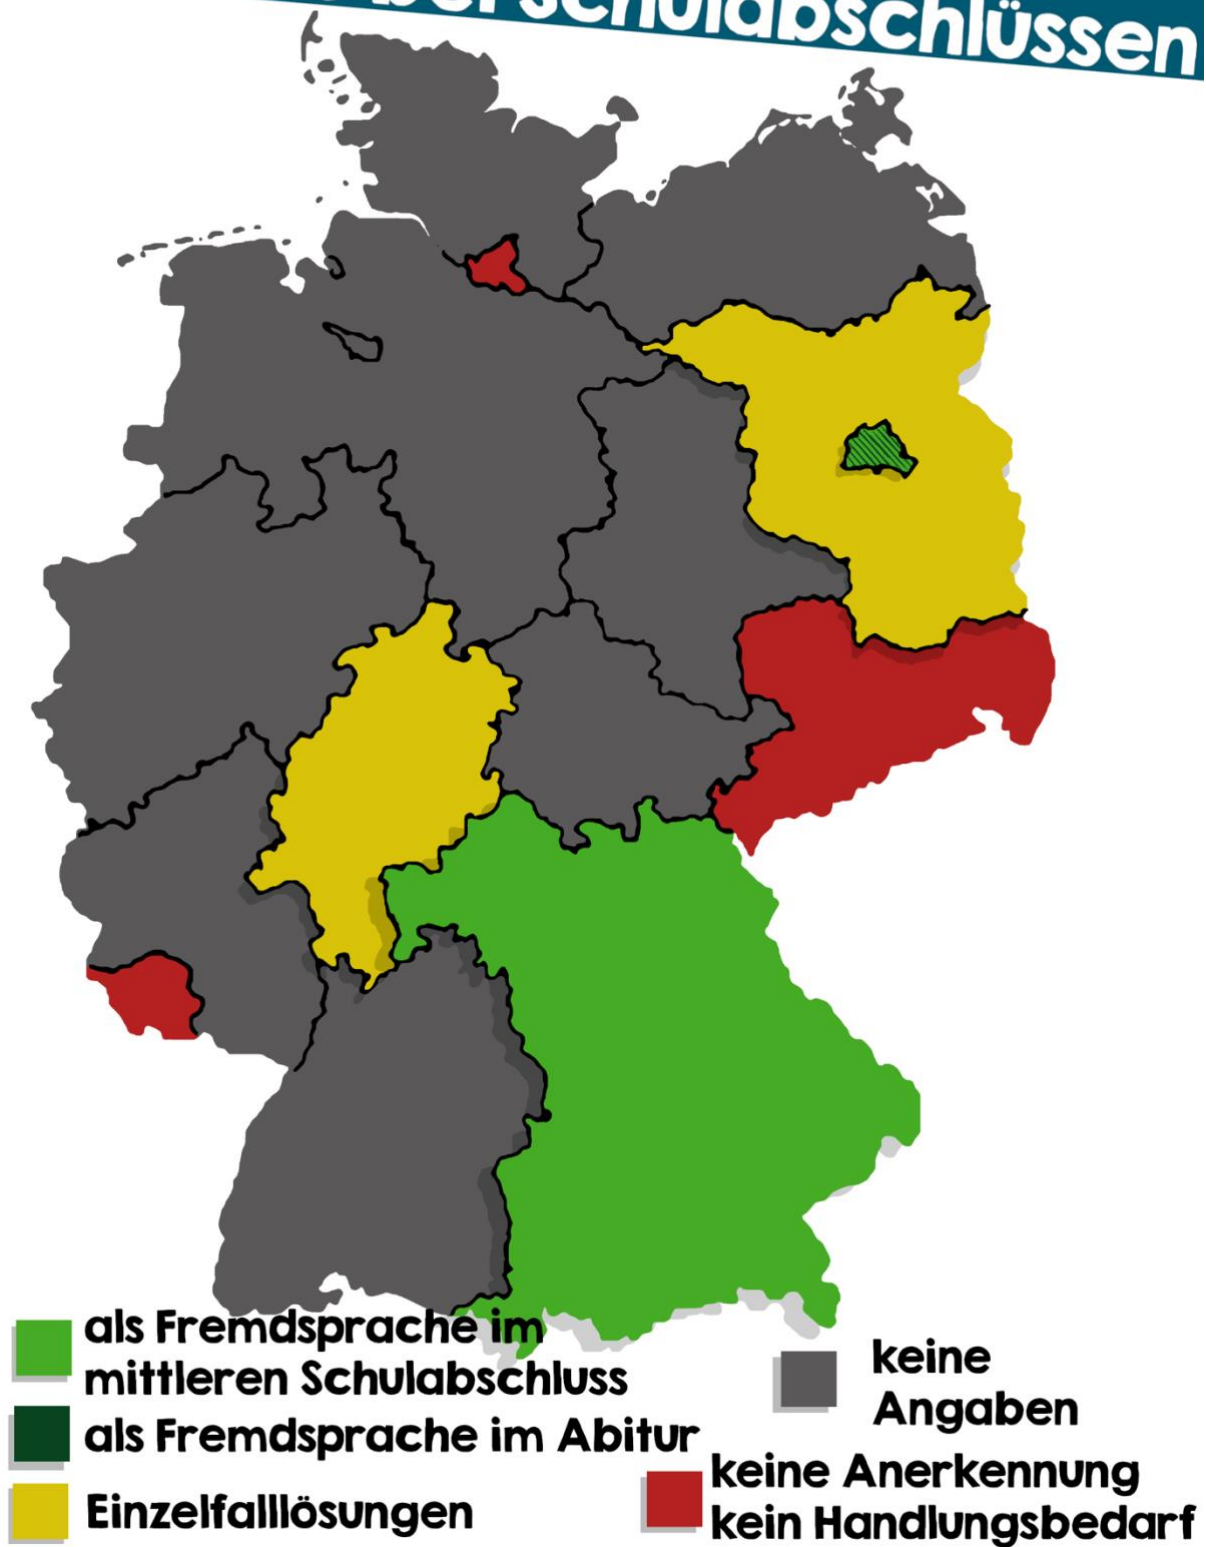 schulabschlüssen
als Fremdsprache im
mittleren Schulabschluss
als Fremdsprache im Abitur
Einzelfalllösungen
keine
Angaben
keine Anerkennung
kein Handlungsbedarf